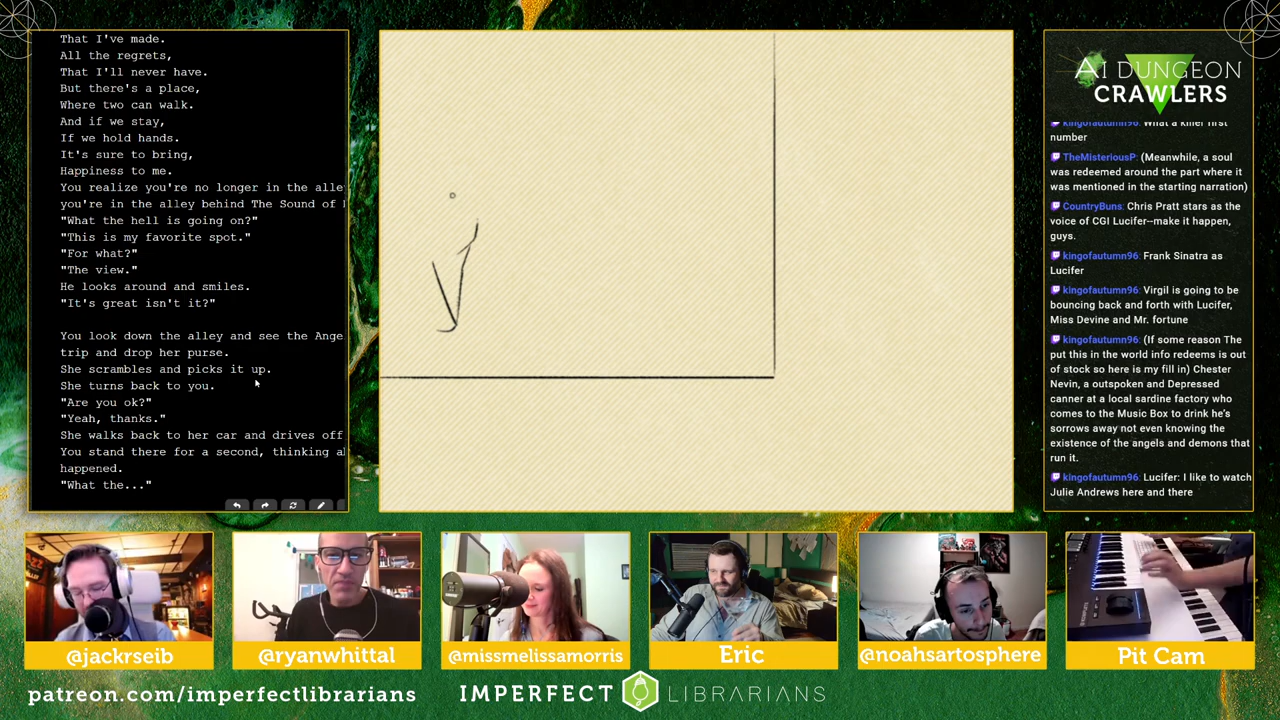 That I've made.
All the regrets,
That I'll never have.
But there's a place,
Where two can walk.
And if we stay,
If we hold hands.
It's sure to bring,
Happiness to me.
You realize you're no longer in the
you're in the alley behind The Sound of
"What the hell is going on?"
"This is my favorite spot."
"For what?"
"The view."
He looks around and smiles.
"It's great isn't it?"
You look down the alley and see the
trip and drop her purse.
She scrambles and picks it up.
She turns back to you.
"Are you ok?"
"Yeah, thanks."
She walks back to her car and drives off
You stand there for a second, thinking
happened.
"What the..."
AI DUNGEON
CRAWLERS
kingofautumn96: What a killer first
number
TheMisteriousP: (Meanwhile, a soul
was redeemed around the part where it
was mentioned in the starting narration)
CountryBuns: Chris Pratt stars as the
voice of CGI Lucifer--make it happen,
guys.
kingofautumn96: Frank Sinatra as
Lucifer
kingofautumn96: Virgil is going to be
bouncing back and forth with Lucifer,
Miss Devine and Mr. fortune
kingofautumn96: (If some reason The
put this in the world info redeems is out
of stock so here is my fill in) Chester
Nevin, a outspoken and Depressed
canner at a local sardine factory who
comes to the Music Box to drink he's
sorrows away not even knowing the
existence of the angels and demons that
run it.
kingofautumn96: Lucifer: I like to watch
Julie Andrews here and there
@jackrseib
@ryanwhittal
@missmelissamorris
Eric
@noahsartosphere
Pit Cam
patreon.com/imperfectlibrarians
IMPERFECT LIBRARIANS